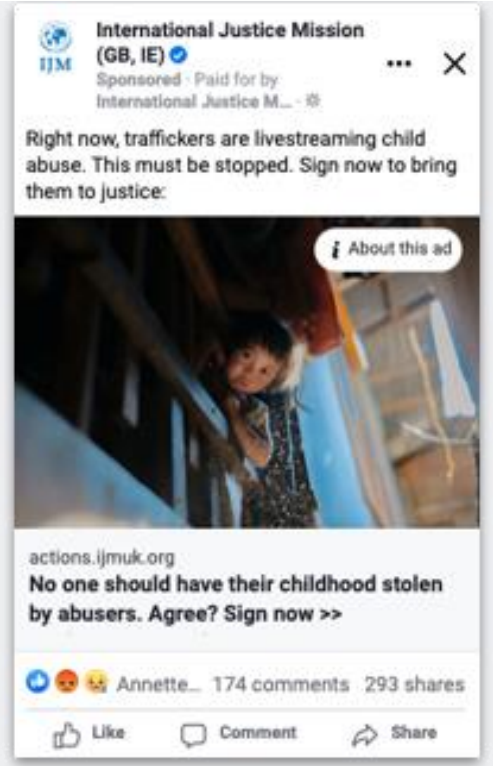 International Justice Mission
(GB, IE)
IJM
Sponsored · Paid for by
International Justice M... ·
Right now, traffickers are livestreaming child
abuse. This must be stopped. Sign now to bring
them to justice:
i About this ad
actions.ijmuk.org
No one should have their childhood stolen
by abusers. Agree? Sign now >>
Annette... 174 comments 293 shares
Like Comment Share